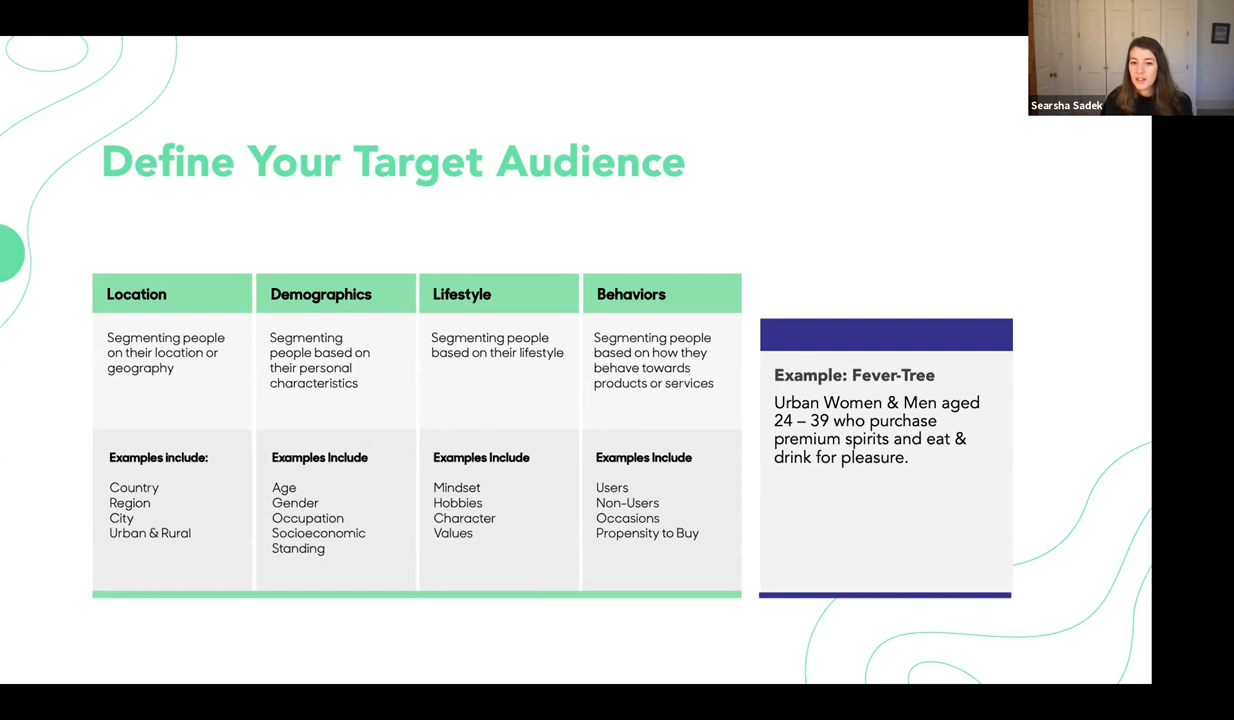 Searsha Sadek
Define Your Target Audience
Location
Segmenting people
on their location or
geography
Examples include:
Country
Region
City
Urban & Rural
Demographics
Segmenting
people based on
their personal
characteristics
Examples Include
Age
Gender
Occupation
Socioeconomic
Standing
Lifestyle
Segmenting people
based on their lifestyle
Examples Include
Mindset
Hobbies
Character
Values
Behaviors
Segmenting people
based on how they
behave towards
products or services
Examples Include
Users
Non-Users
Occasions
Propensity to Buy
Example: Fever-Tree
Urban Women & Men aged
24 – 39 who purchase
premium spirits and eat &
drink for pleasure.